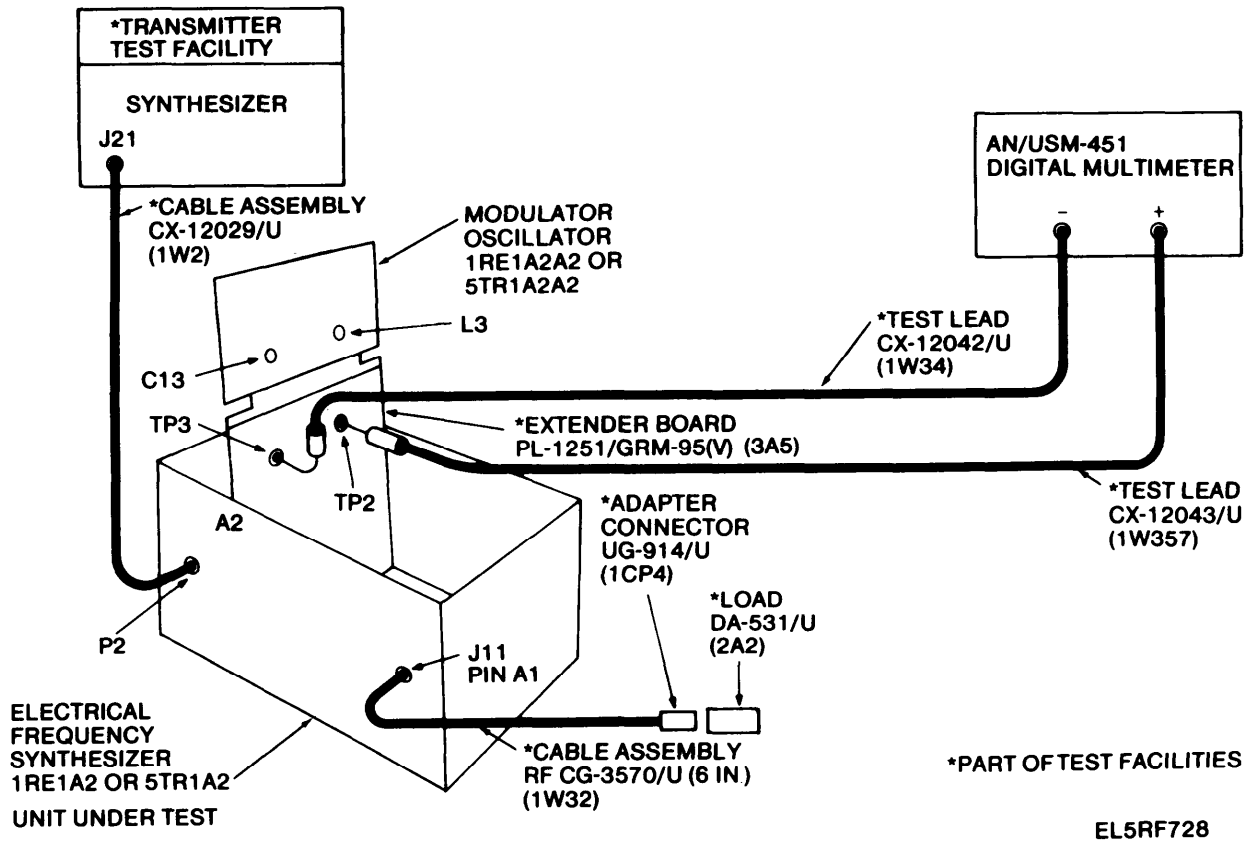 *TRANSMITTER
TEST FACILITY
SYNTHESIZER
J21
*CABLE ASSEMBLY
CX-12029/U
(1W2)
MODULATOR
OSCILLATOR
1RE1A2A2 OR
5TR1A2A2
L3
C13
TP3
TP2
A2
AN/USM-451
DIGITAL MULTIMETER
- +
*TEST LEAD
CX-12042/U
(1W34)
*EXTENDER BOARD
PL-1251/GRM-95(V) (3A5)
*TEST LEAD
CX-12043/U
(1W357)
*ADAPTER
CONNECTOR
UG-914/U
(1CP4)
*LOAD
DA-531/U
(2A2)
P2
J11
PIN A1
ELECTRICAL
FREQUENCY
SYNTHESIZER
1RE1A2 OR 5TR1A2
UNIT UNDER TEST
*CABLE ASSEMBLY
RF CG-3570/U (6 IN.)
(1W32)
*PART OF TEST FACILITIES
EL5RF728